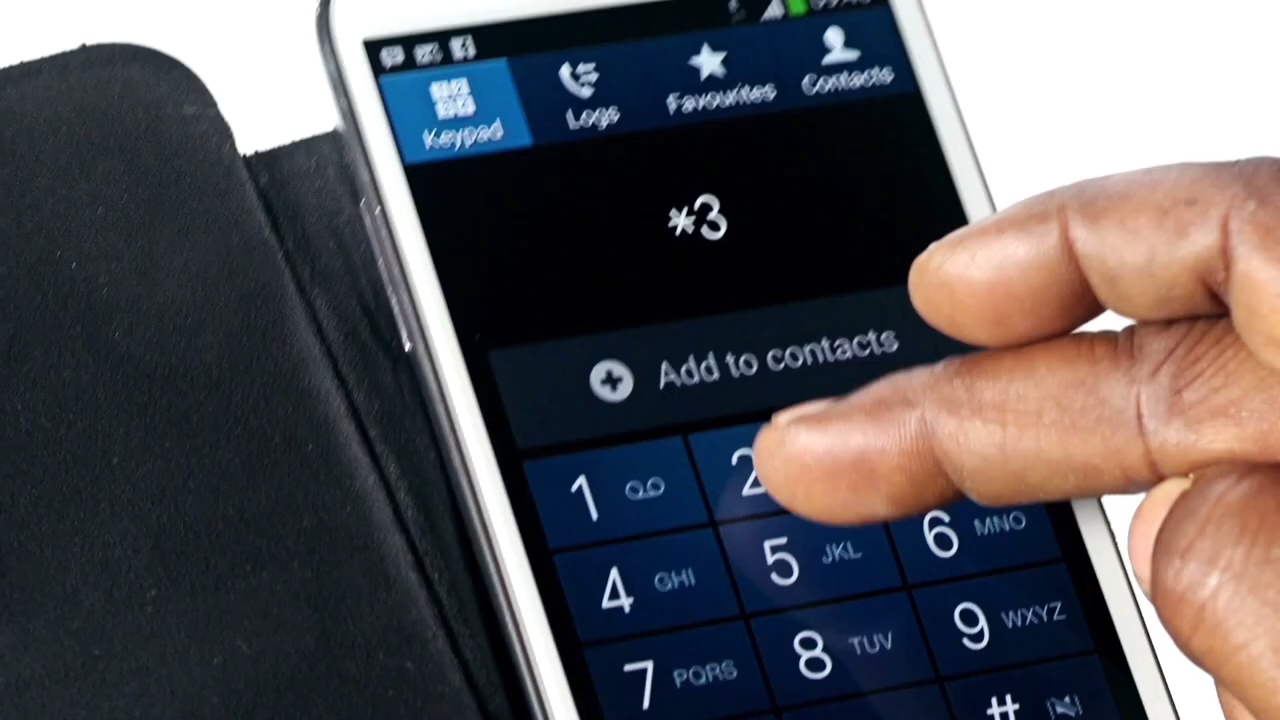 Keypad Logs Favourites Contacts
*3
Add to contacts
1 2
4 GHI 5 JKL 6 MNO
7 PQRS 8 TUV 9 WXYZ
#